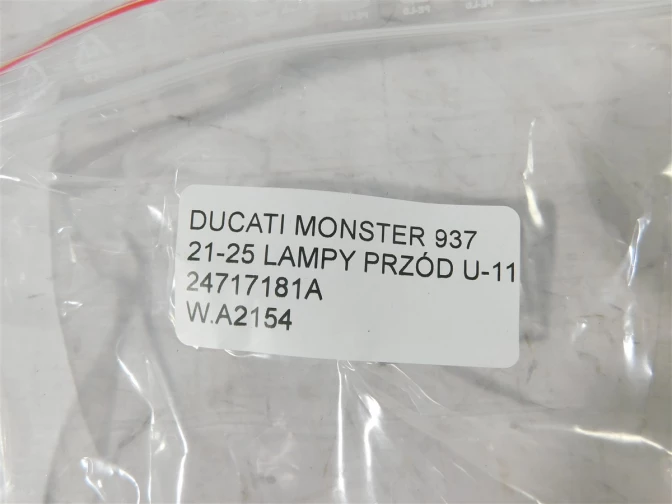 DUCATI MONSTER 937
21-25 LAMPY PRZÓD U-11
24717181A
W.A2154